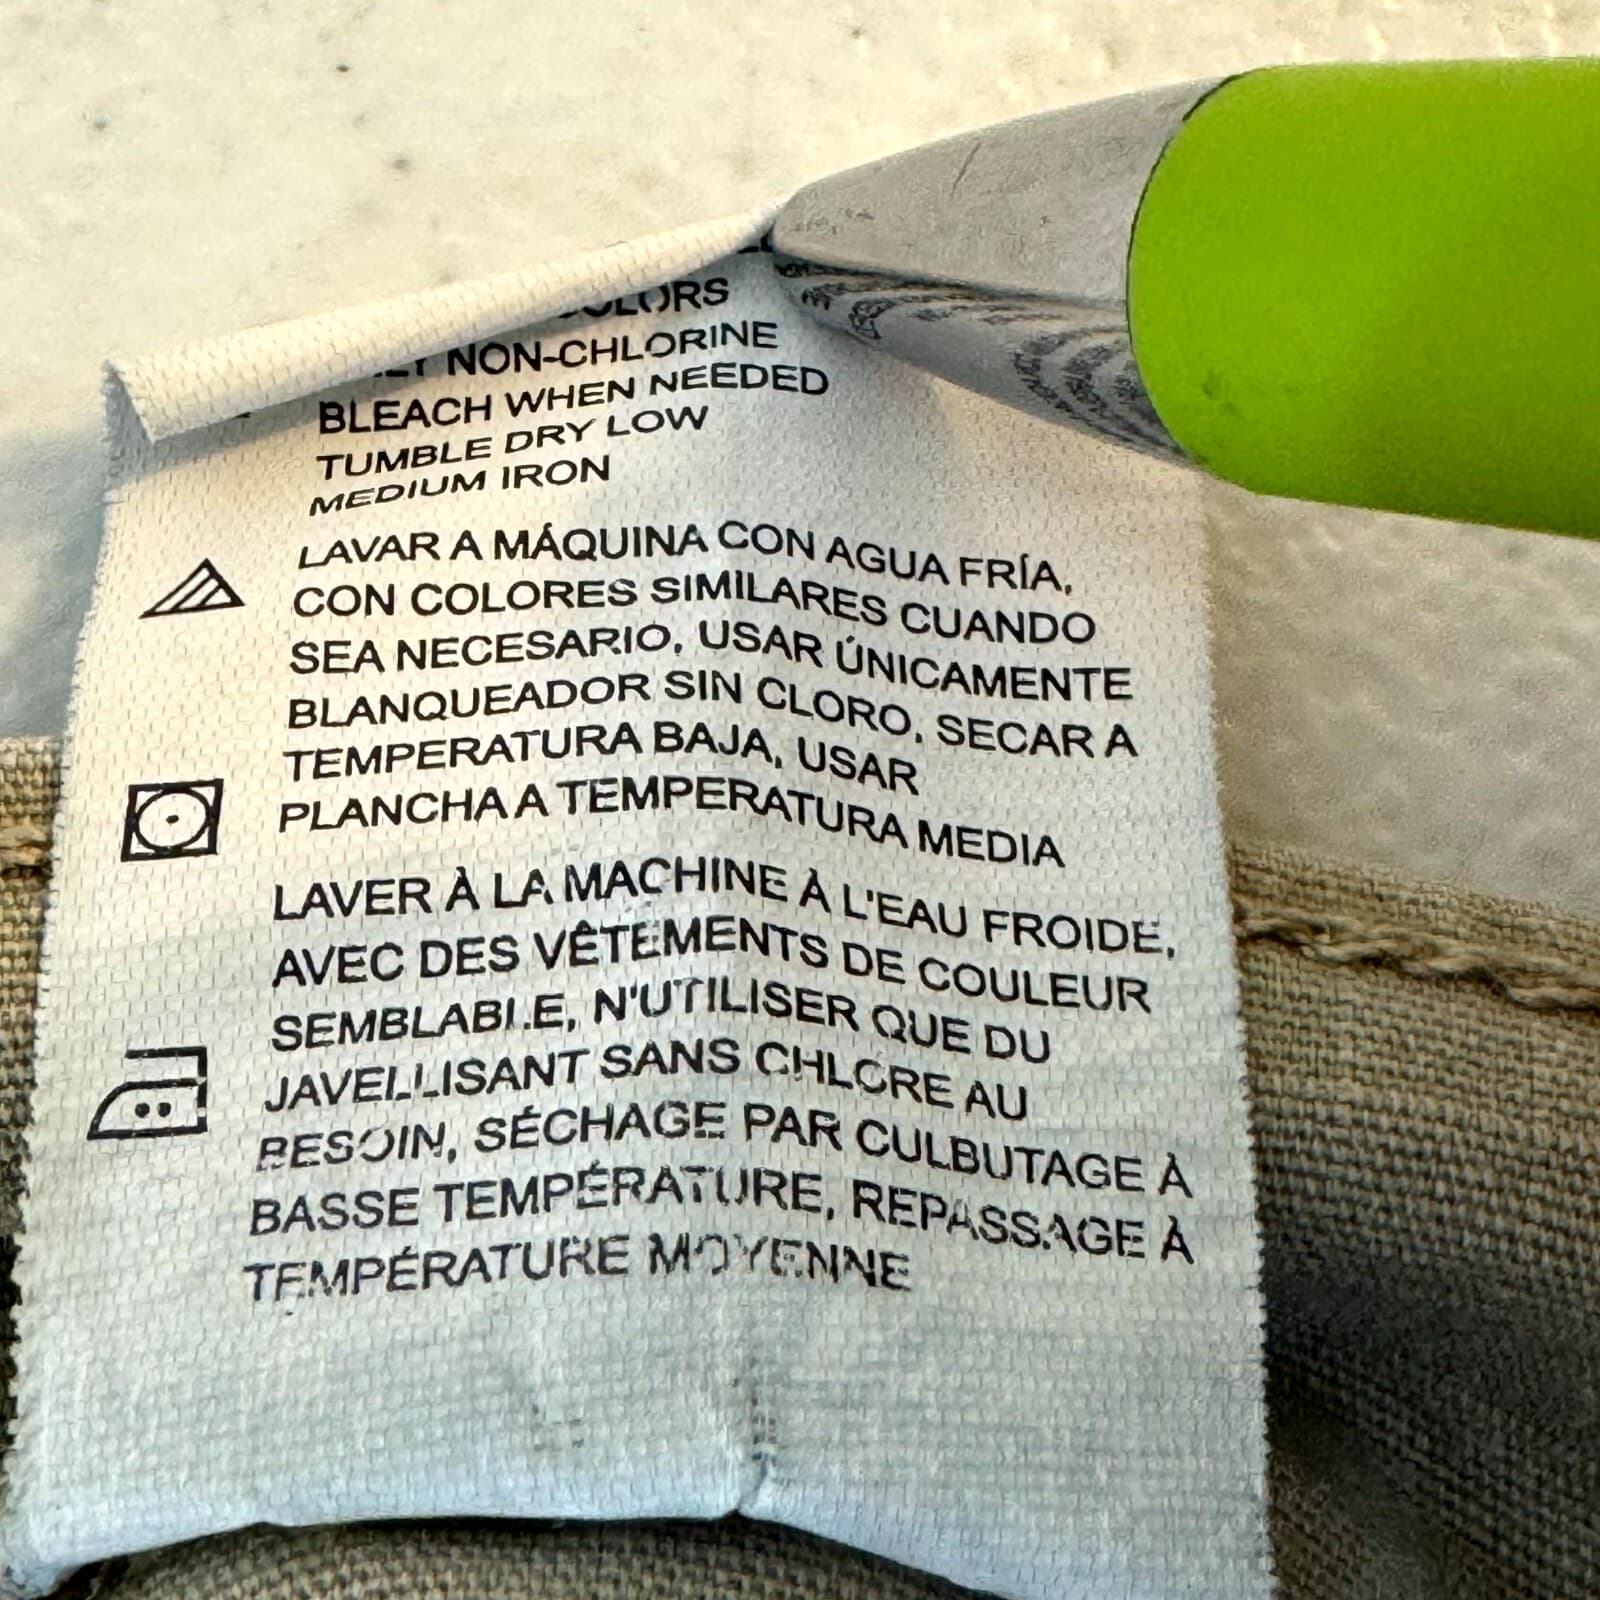 COLORS
NON-CHLORINE
BLEACH WHEN NEEDED
TUMBLE DRY LOW
MEDIUM IRON
LAVAR A MÁQUINA CON AGUA FRÍA,
CON COLORES SIMILARES CUANDO
SEA NECESARIO, USAR ÚNICAMENTE
BLANQUEADOR SIN CLORO, SECAR A
TEMPERATURA BAJA, USAR
PLANCHA A TEMPERATURA MEDIA
LAVER À LA MACHINE À L'EAU FROIDE,
AVEC DES VÊTEMENTS DE COULEUR
SEMBLABLE, N'UTILISER QUE DU
JAVELLISANT SANS CHLORE AU
BESOIN, SÉCHAGE PAR CULBUTAGE À
BASSE TEMPÉRATURE, REPASSAGE À
TEMPÉRATURE MOYENNE